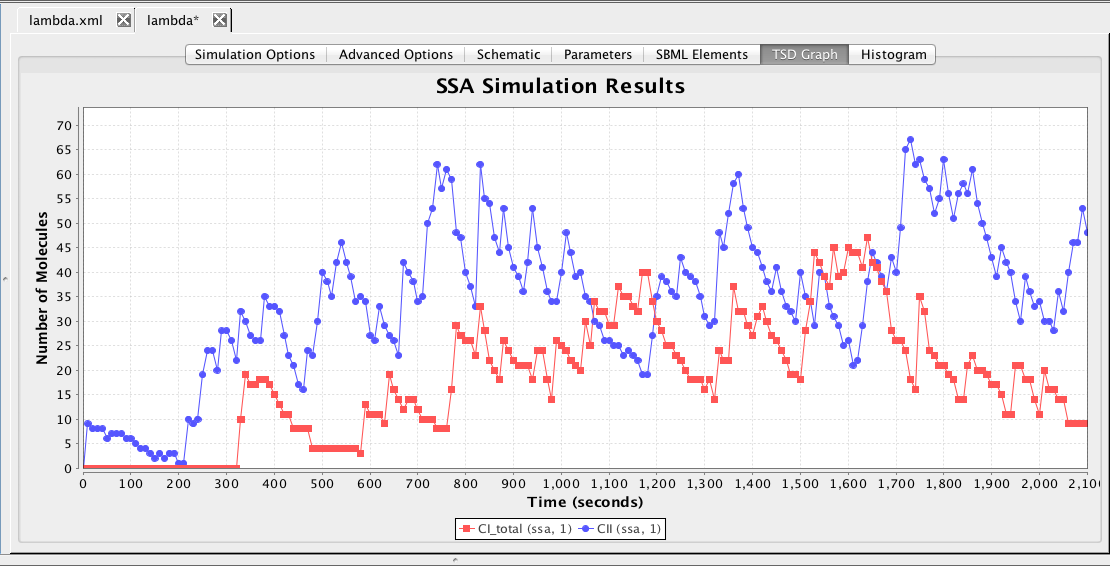 lambda.xml lambda*
Simulation Options Advanced Options Schematic Parameters SBML Elements TSD Graph Histogram
SSA Simulation Results
70
65
60
55
50
45
40
35
30
25
20
15
10
5
0
Number of Molecules
0 100 200 300 400 500 600 700 800 900 1,000 1,100 1,200 1,300 1,400 1,500 1,600 1,700 1,800 1,900 2,000 2,10
Time (seconds)
CI_total (ssa, 1) CII (ssa, 1)